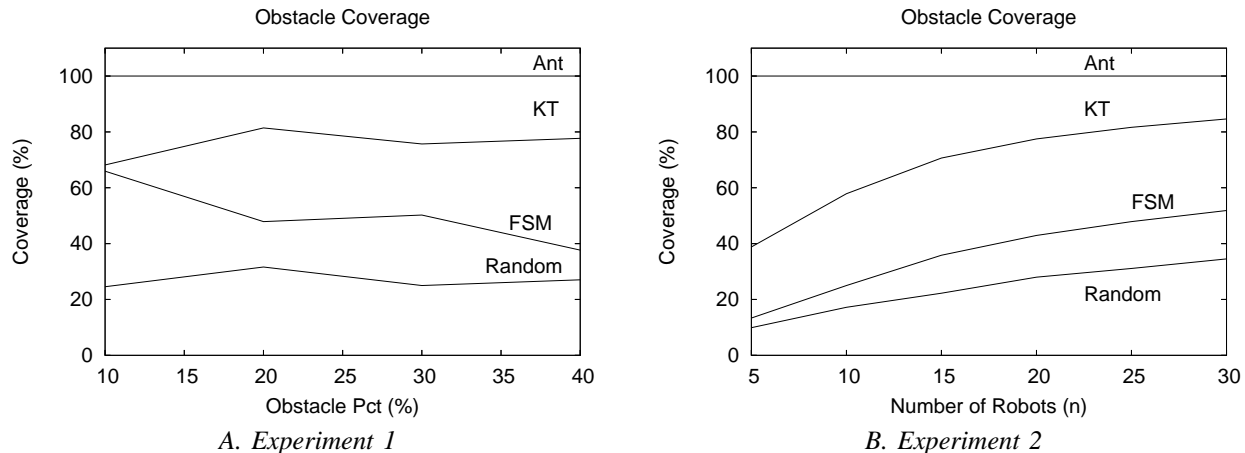 Obstacle Coverage
100
80
60
40
20
0
Coverage (%)
Ant
KT
FSM
Random
10 15 20 25 30 35 40
Obstacle Pct (%)
A. Experiment 1
Obstacle Coverage
100
80
60
40
20
0
Coverage (%)
Ant
KT
FSM
Random
5 10 15 20 25 30
Number of Robots (n)
B. Experiment 2